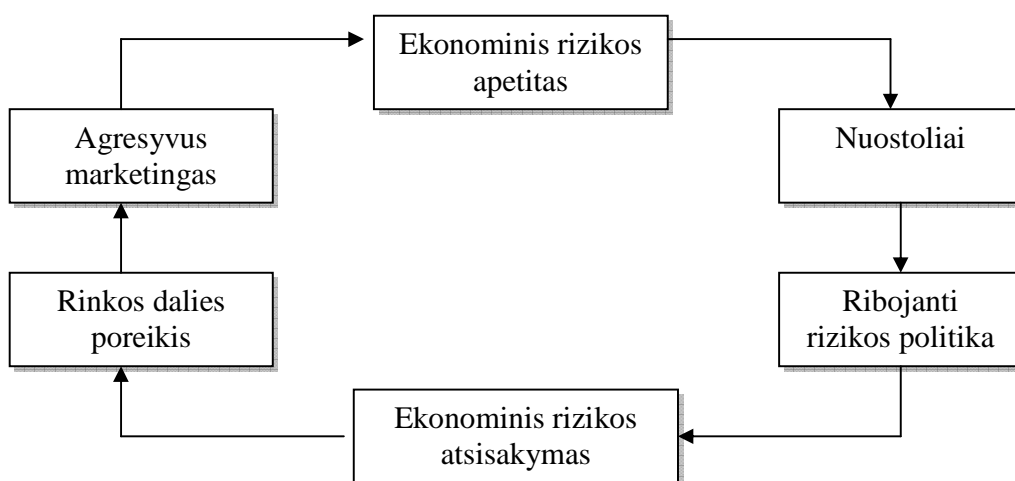 Ekonominis rizikos
apetitas
Agresyvus
marketingas
Nuostoliai
Rinkos dalies
poreikis
Ribojanti
rizikos politika
Ekonominis rizikos
atsisakymas